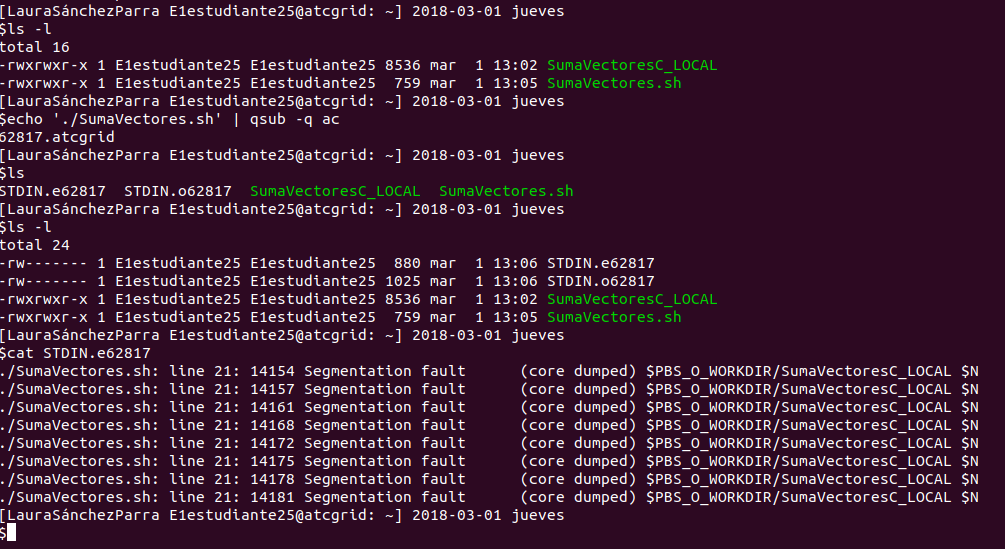 [LauraSánchezParra E1estudiante25@atcgrid: ~] 2018-03-01 jueves
$ls -l
total 16
-rwxrwxr-x 1 E1estudiante25 E1estudiante25 8536 mar  1 13:02 SumaVectoresC_LOCAL
-rwxrwxr-x 1 E1estudiante25 E1estudiante25  759 mar  1 13:05 SumaVectores.sh
[LauraSánchezParra E1estudiante25@atcgrid: ~] 2018-03-01 jueves
$echo './SumaVectores.sh' | qsub -q ac
62817.atcgrid
[LauraSánchezParra E1estudiante25@atcgrid: ~] 2018-03-01 jueves
$ls
STDIN.e62817  STDIN.o62817  SumaVectoresC_LOCAL  SumaVectores.sh
[LauraSánchezParra E1estudiante25@atcgrid: ~] 2018-03-01 jueves
$ls -l
total 24
-rw------- 1 E1estudiante25 E1estudiante25  880 mar  1 13:06 STDIN.e62817
-rw------- 1 E1estudiante25 E1estudiante25 1025 mar  1 13:06 STDIN.o62817
-rwxrwxr-x 1 E1estudiante25 E1estudiante25 8536 mar  1 13:02 SumaVectoresC_LOCAL
-rwxrwxr-x 1 E1estudiante25 E1estudiante25  759 mar  1 13:05 SumaVectores.sh
[LauraSánchezParra E1estudiante25@atcgrid: ~] 2018-03-01 jueves
$cat STDIN.e62817
./SumaVectores.sh: line 21: 14154 Segmentation fault      (core dumped) $PBS_O_WORKDIR/SumaVectoresC_LOCAL $N
./SumaVectores.sh: line 21: 14157 Segmentation fault      (core dumped) $PBS_O_WORKDIR/SumaVectoresC_LOCAL $N
./SumaVectores.sh: line 21: 14161 Segmentation fault      (core dumped) $PBS_O_WORKDIR/SumaVectoresC_LOCAL $N
./SumaVectores.sh: line 21: 14168 Segmentation fault      (core dumped) $PBS_O_WORKDIR/SumaVectoresC_LOCAL $N
./SumaVectores.sh: line 21: 14172 Segmentation fault      (core dumped) $PBS_O_WORKDIR/SumaVectoresC_LOCAL $N
./SumaVectores.sh: line 21: 14175 Segmentation fault      (core dumped) $PBS_O_WORKDIR/SumaVectoresC_LOCAL $N
./SumaVectores.sh: line 21: 14178 Segmentation fault      (core dumped) $PBS_O_WORKDIR/SumaVectoresC_LOCAL $N
./SumaVectores.sh: line 21: 14181 Segmentation fault      (core dumped) $PBS_O_WORKDIR/SumaVectoresC_LOCAL $N
[LauraSánchezParra E1estudiante25@atcgrid: ~] 2018-03-01 jueves
$